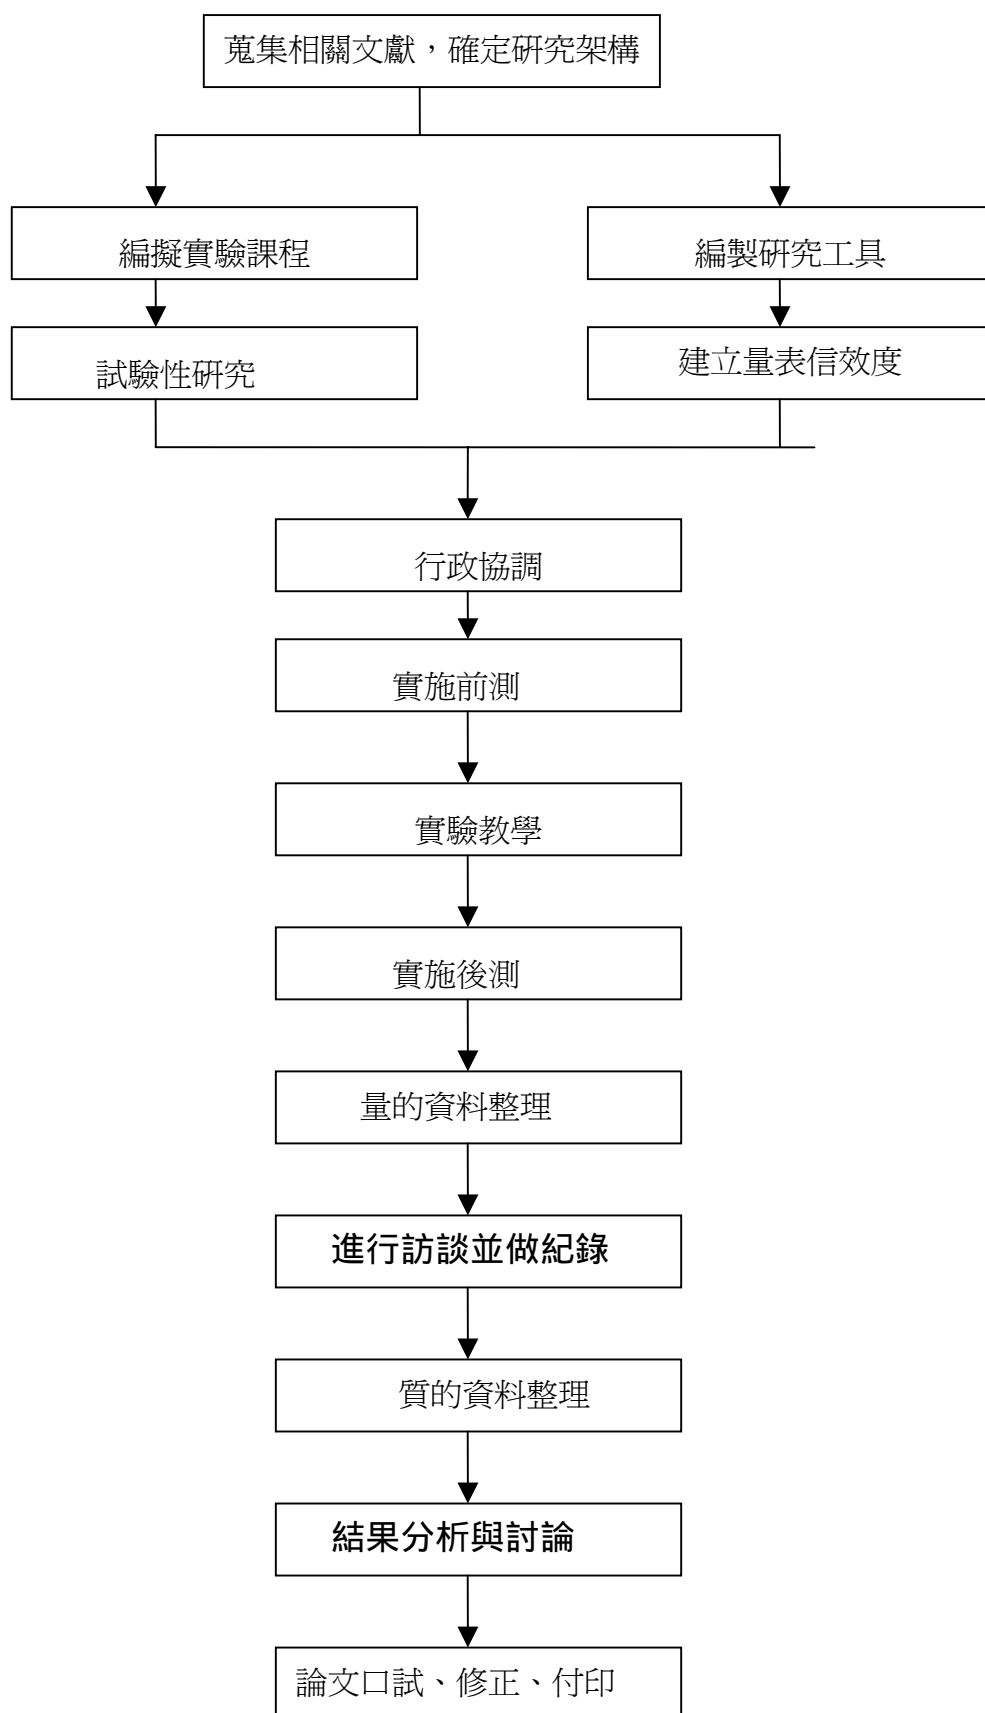 蒐集相關文獻，確定研究架構
編擬實驗課程
編製研究工具
試驗性研究
建立量表信效度
行政協調
實施前測
實驗教學
實施後測
量的資料整理
進行訪談並做紀錄
質的資料整理
結果分析與討論
論文口試、修正、付印